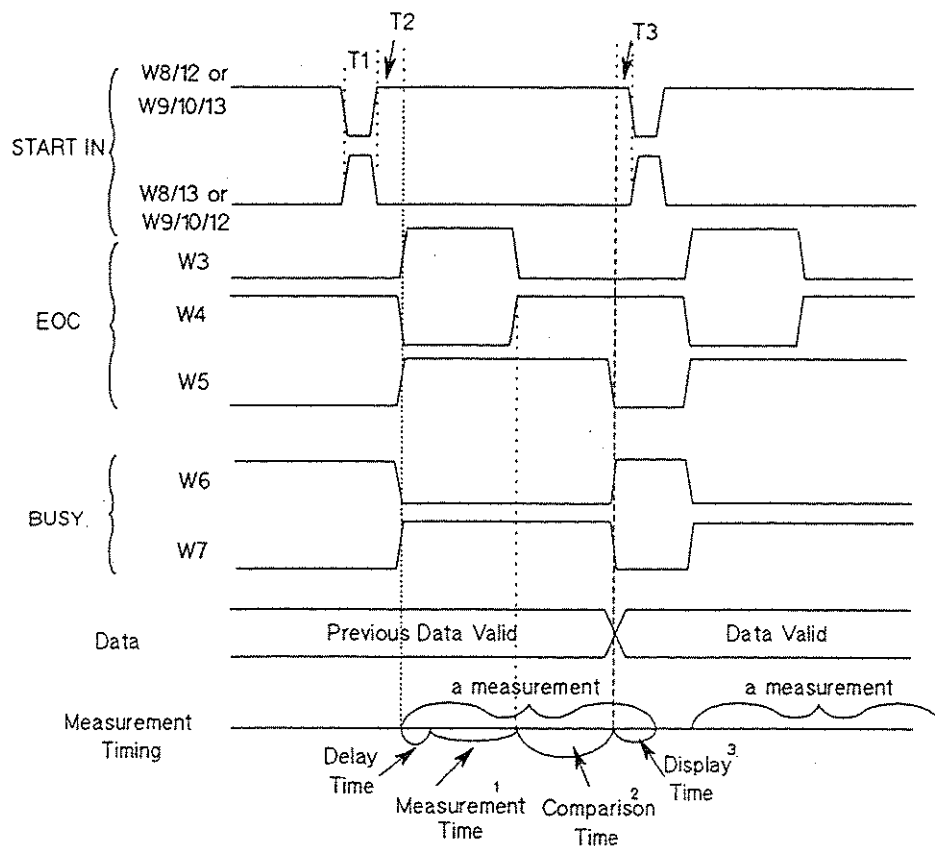 T2
T3
T1
W8/12 or
W9/10/13
START IN
W8/13 or
W9/10/12
W3
W4
EOC
W5
W6
BUSY.
W7
Data
Previous Data Valid
Data Valid
a measurement
a measurement
Measurement
Timing
Delay
Time
Measurement 1
Time
Comparison 2
Time
Display 3
Time